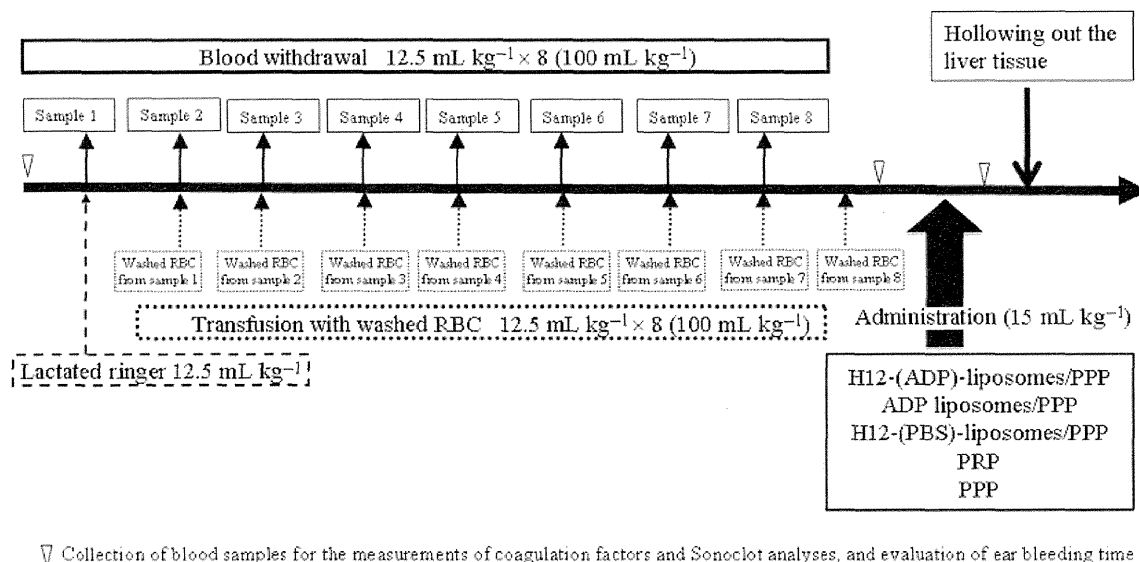 Hollowing out the
liver tissue
Blood withdrawal 12.5 mL kg⁻¹ × 8 (100 mL kg⁻¹)
Sample 1
Sample 2
Sample 3
Sample 4
Sample 5
Sample 6
Sample 7
Sample 8
Washed RBC
from sample 1
Washed RBC
from sample 2
Washed RBC
from sample 3
Washed RBC
from sample 4
Washed RBC
from sample 5
Washed RBC
from sample 6
Washed RBC
from sample 7
Washed RBC
from sample 8
Transfusion with washed RBC 12.5 mL kg⁻¹ × 8 (100 mL kg⁻¹)
Administration (15 mL kg⁻¹)
Lactated ringer 12.5 mL kg⁻¹
H12-(ADP)-liposomes/PPP
ADP liposomes/PPP
H12-(PBS)-liposomes/PPP
PRP
PPP
Collection of blood samples for the measurements of coagulation factors and Sonoclot analyses, and evaluation of ear bleeding time